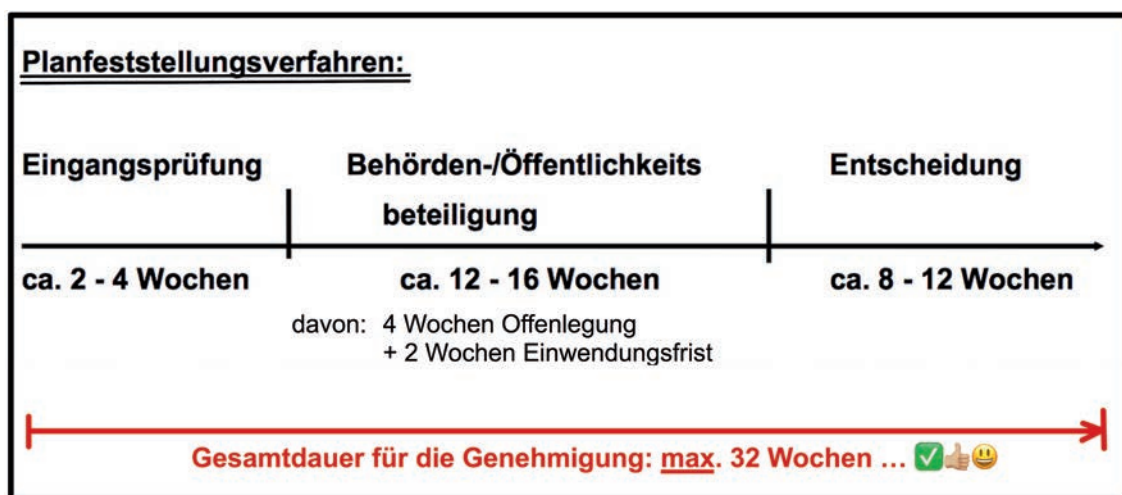 Planfeststellungsverfahren:
Eingangsprüfung
Behörden-/Öffentlichkeits
beteiligung
Entscheidung
ca. 2 - 4 Wochen
ca. 12 - 16 Wochen
ca. 8 - 12 Wochen
davon: 4 Wochen Offenlegung
+ 2 Wochen Einwendungsfrist
Gesamtdauer für die Genehmigung: max. 32 Wochen ... ✅👍🏼😃